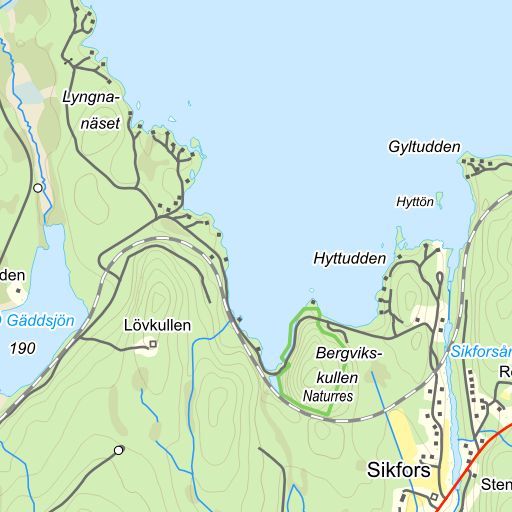 Lyngna-
näset
Gyltudden
Hyttön
Hyttudden
den
Gäddsjön
190
Lövkullen
Bergviks-
kullen
Naturres
Sikforsån
Sikfors
Sten